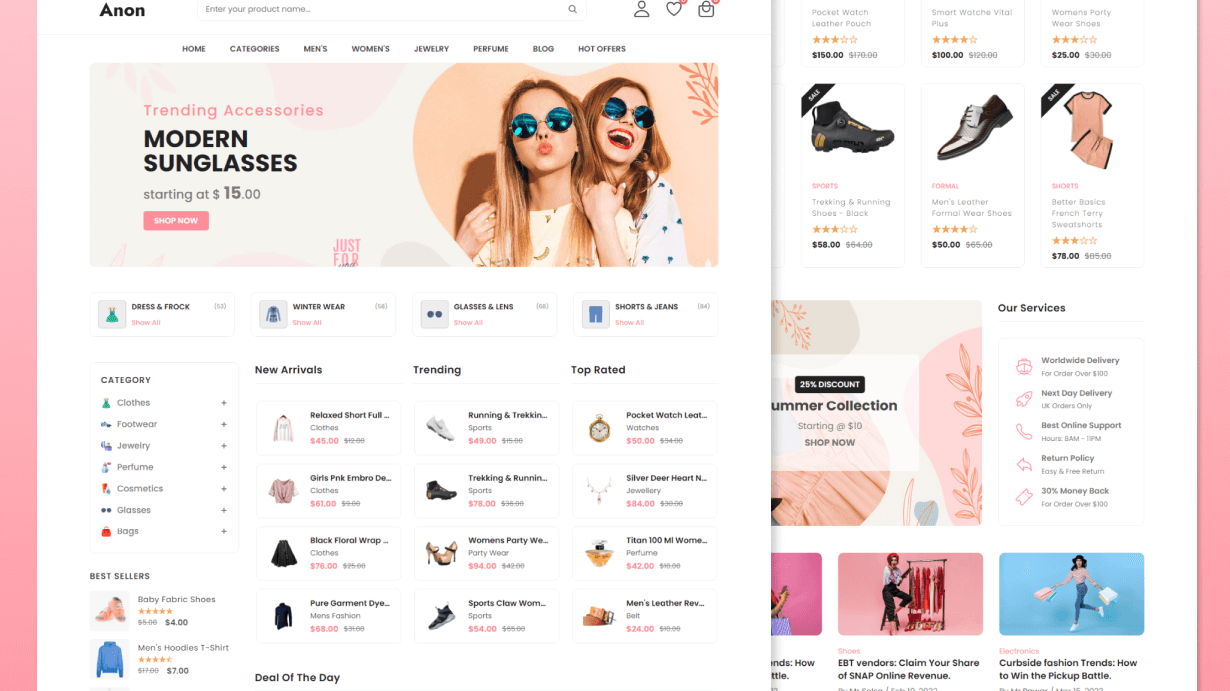 Anon
Enter your product name...
HOME CATEGORIES MEN'S WOMEN'S JEWELRY PERFUME BLOG HOT OFFERS
Trending Accessories
MODERN
SUNGLASSES
starting at $ 15.00
SHOP NOW
JUST
FOR
DRESS & FROCK (53)
Show All
WINTER WEAR (58)
Show All
GLASSES & LENS (68)
Show All
SHORTS & JEANS (84)
Show All
CATEGORY
Clothes +
Footwear +
Jewelry +
Perfume +
Cosmetics +
Glasses +
Bags +
BEST SELLERS
Baby Fabric Shoes
$5.00 $4.00
Men's Hoodies T-Shirt
$17.00 $7.00
New Arrivals
Relaxed Short Full ...
Clothes
$45.00 $12.00
Girls Pnk Embro De...
Clothes
$61.00 $9.00
Black Floral Wrap ...
Clothes
$76.00 $25.00
Pure Garment Dye...
Mens Fashion
$68.00 $31.00
Trending
Running & Trekkin...
Sports
$49.00 $15.00
Trekking & Runnin...
Sports
$78.00 $36.00
Womens Party We...
Party Wear
$94.00 $42.00
Sports Claw Wom...
Sports
$54.00 $65.00
Top Rated
Pocket Watch Leat...
Watches
$50.00 $34.00
Silver Deer Heart N...
Jewellery
$84.00 $30.00
Titan 100 Ml Wome...
Perfume
$42.00 $10.00
Men's Leather Rev...
Belt
$24.00 $10.00
Deal Of The Day
Pocket Watch
Leather Pouch
$150.00 $170.00
Smart Watche Vital
Plus
$100.00 $120.00
Womens Party
Wear Shoes
$25.00 $30.00
SALE
SPORTS
Trekking & Running
Shoes - Black
$58.00 $64.00
FORMAL
Men's Leather
Formal Wear Shoes
$50.00 $65.00
SALE
SHORTS
Better Basics
French Terry
Sweatshorts
$78.00 $85.00
25% DISCOUNT
ummer Collection
Starting @ $10
SHOP NOW
Our Services
Worldwide Delivery
For Order Over $100
Next Day Delivery
UK Orders Only
Best Online Support
Hours: 8AM - 11PM
Return Policy
Easy & Free Return
30% Money Back
For Order Over $100
nds: How
ttle.
Shoes
EBT vendors: Claim Your Share
of SNAP Online Revenue.
Electronics
Curbside fashion Trends: How
to Win the Pickup Battle.